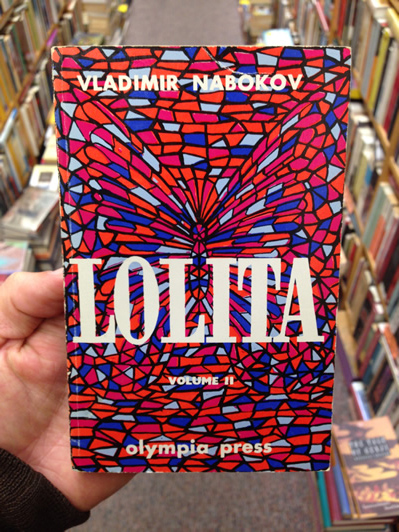 VLADIMIR NABOKOV
LOLITA
VOLUME II
olympia press